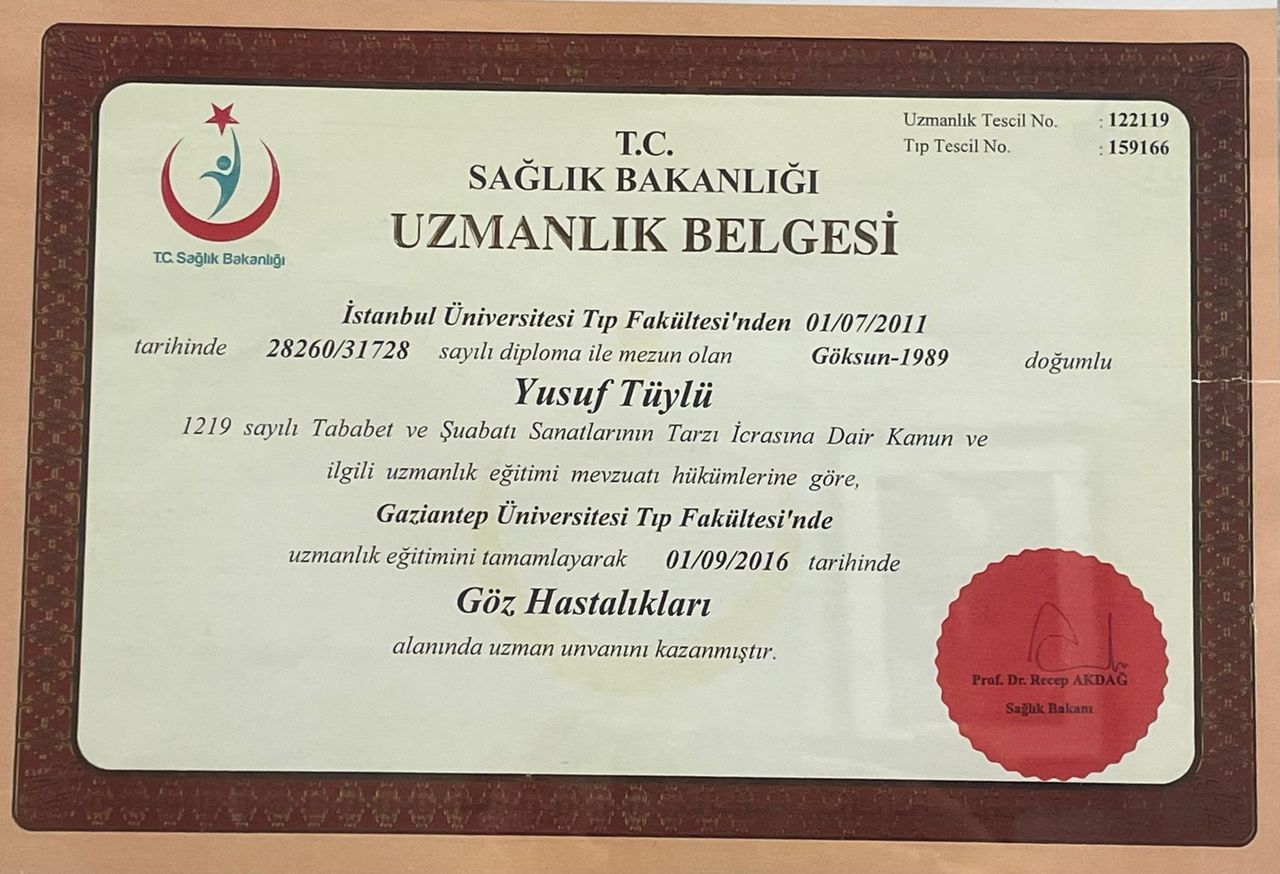 Uzmanlık Tescil No. : 122119
Tıp Tescil No. : 159166
T.C. Sağlık Bakanlığı
T.C.
SAĞLIK BAKANLIĞI
UZMANLIK BELGESİ
İstanbul Üniversitesi Tıp Fakültesi'nden 01/07/2011
tarihinde 28260/31728 sayılı diploma ile mezun olan Göksun-1989 doğumlu
Yusuf Tüylü
1219 sayılı Tababet ve Şuabatı Sanatlarının Tarzı İcrasına Dair Kanun ve
ilgili uzmanlık eğitimi mevzuatı hükümlerine göre,
Gaziantep Üniversitesi Tıp Fakültesi'nde
uzmanlık eğitimini tamamlayarak 01/09/2016 tarihinde
Göz Hastalıkları
alanında uzman unvanını kazanmıştır.
Prof. Dr. Recep AKDAĞ
Sağlık Bakanı